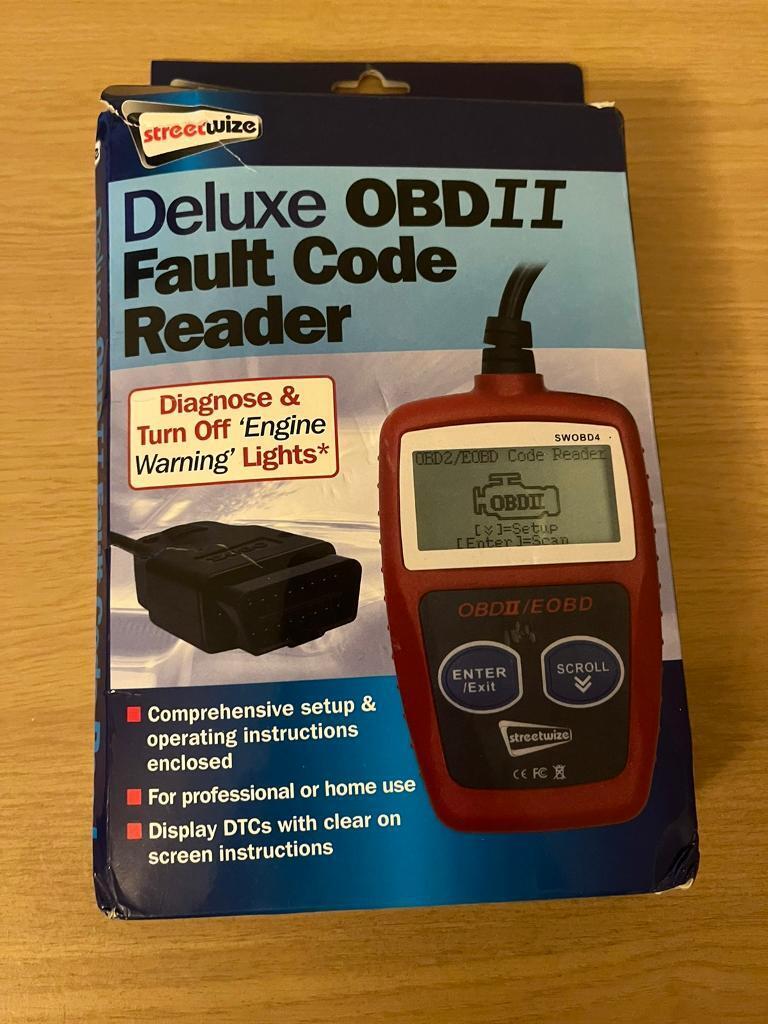 streetwize
Deluxe OBDII
Fault Code
Reader
Diagnose &
Turn Off 'Engine
Warning' Lights*
SWOBD4
OBD2/EOBD Code Reader
OBDII
[ ]=Setup
[Enter]=Scan
OBDII/EOBD
ENTER
/Exit
SCROLL
streetwize
CE FC
Comprehensive setup &
operating instructions
enclosed
For professional or home use
Display DTCs with clear on
screen instructions